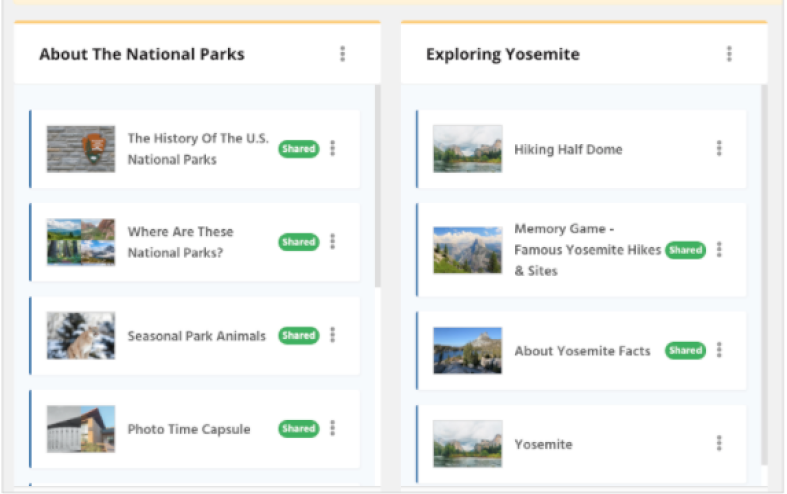 About The National Parks
The History Of The U.S.
National Parks
Shared
Where Are These
National Parks?
Shared
Seasonal Park Animals
Shared
Photo Time Capsule
Shared
Exploring Yosemite
Hiking Half Dome
Memory Game -
Famous Yosemite Hikes
& Sites
Shared
About Yosemite Facts
Shared
Yosemite